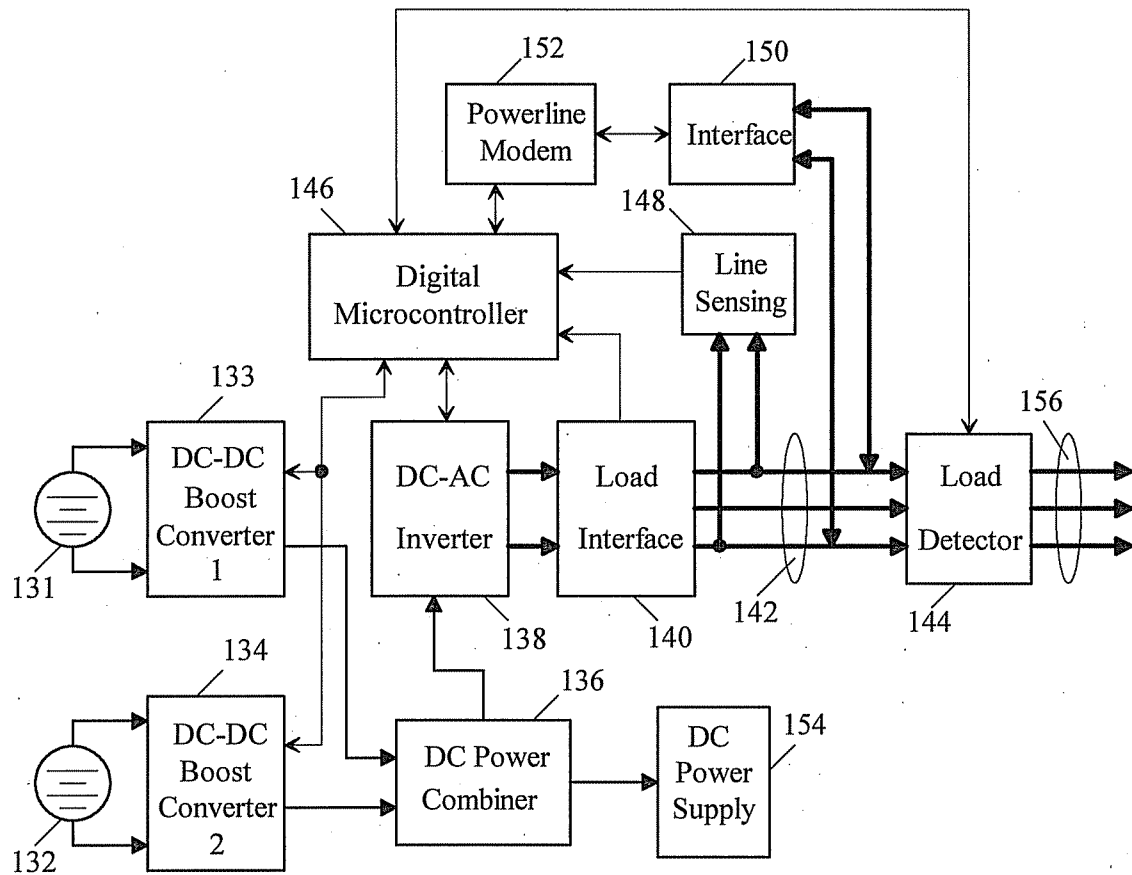 152
150
Powerline
Modem
Interface
146
148
Digital
Microcontroller
Line
Sensing
133
156
DC-DC
Boost
Converter
1
DC-AC
Inverter
Load
Interface
Load
Detector
131
138
140
142
144
134
136
DC-DC
Boost
Converter
2
DC Power
Combiner
DC
Power
Supply
154
132